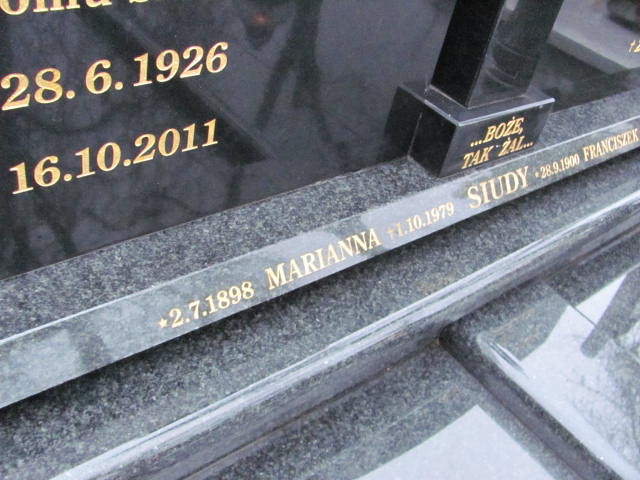 28.6.1926
16.10.2011
...BOŻE,
TAK ŻAL...
*2.7.1898 MARIANNA †1.10.1979 SIUDY *28.9.1900 FRANCISZEK